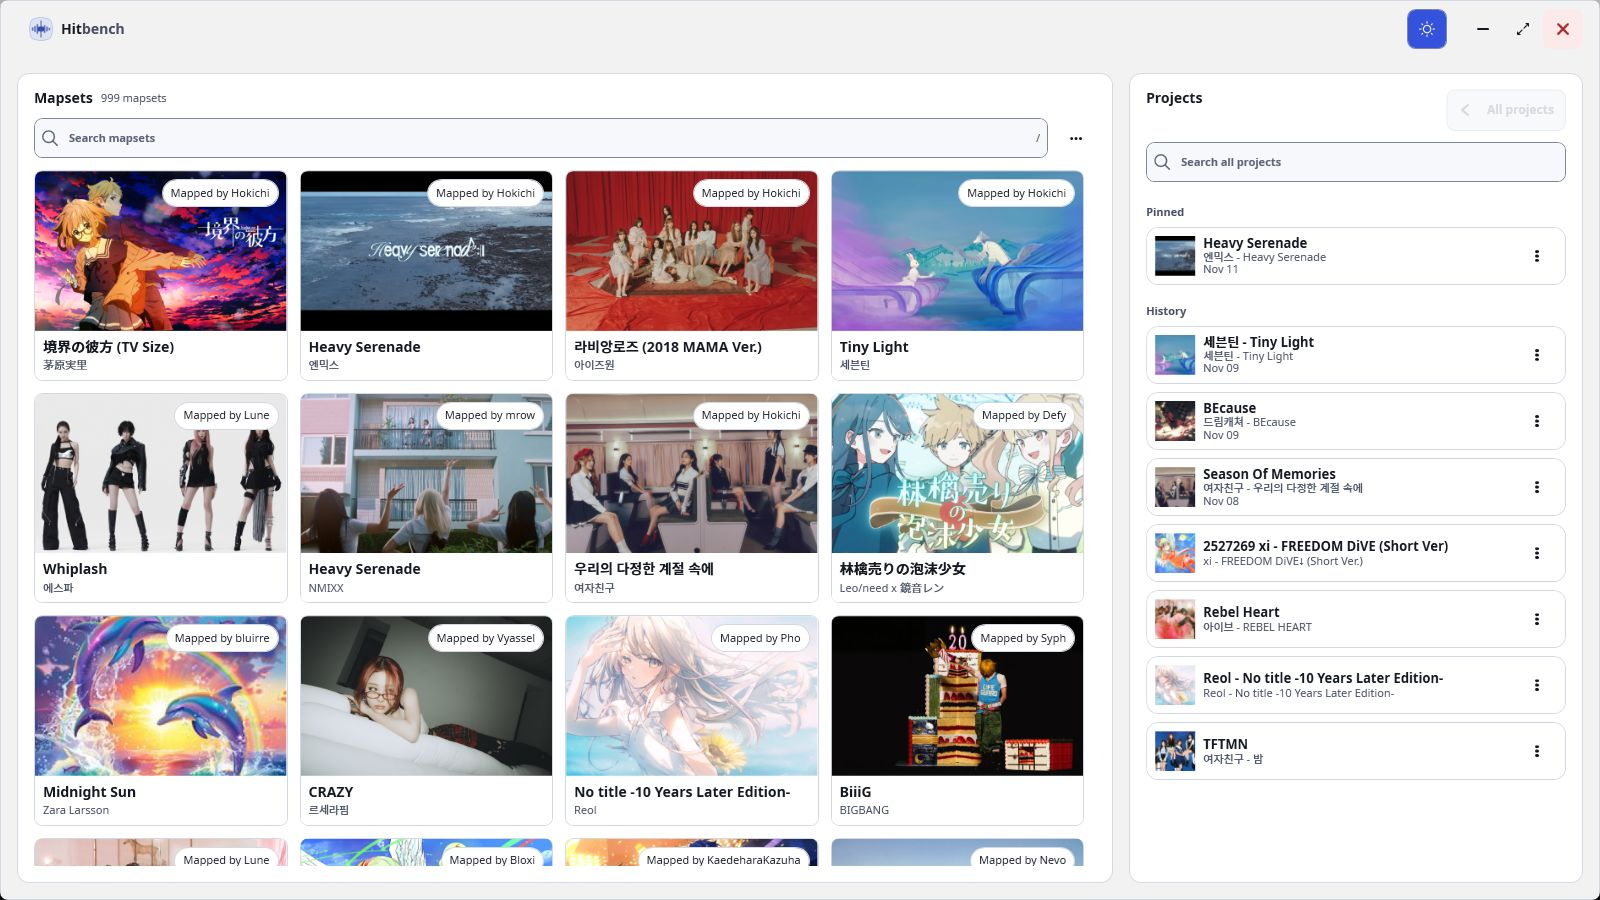 Hitbench
Mapsets 999 mapsets
Search mapsets /
Mapped by Hokichi
境界の彼方
境界の彼方 (TV Size)
茅原実里
Mapped by Hokichi
Heavy Serenade
Heavy Serenade
엔믹스
Mapped by Hokichi
라비앙로즈 (2018 MAMA Ver.)
아이즈원
Mapped by Hokichi
Tiny Light
세븐틴
Mapped by Lune
Whiplash
에스파
Mapped by mrow
Heavy Serenade
NMIXX
Mapped by Hokichi
우리의 다정한 계절 속에
여자친구
Mapped by Defy
林檎売り
の
泡沫少女
林檎売りの泡沫少女
Leo/need x 鏡音レン
Mapped by bluirre
Midnight Sun
Zara Larsson
Mapped by Vyassel
CRAZY
르세라핌
Mapped by Pho
No title -10 Years Later Edition-
Reol
Mapped by Syph
20
BiiiG
BIGBANG
Mapped by Lune
Mapped by Bloxi
Mapped by KaedeharaKazuha
Mapped by Nevo
Projects
All projects
Search all projects
Pinned
Heavy Serenade
엔믹스 - Heavy Serenade
Nov 11
History
세븐틴 - Tiny Light
세븐틴 - Tiny Light
Nov 09
BEcause
드림캐쳐 - BEcause
Nov 09
Season Of Memories
여자친구 - 우리의 다정한 계절 속에
Nov 08
2527269 xi - FREEDOM DiVE (Short Ver)
xi - FREEDOM DiVE↓ (Short Ver.)
Rebel Heart
아이브 - REBEL HEART
Reol - No title -10 Years Later Edition-
Reol - No title -10 Years Later Edition-
TFTMN
여자친구 - 밤